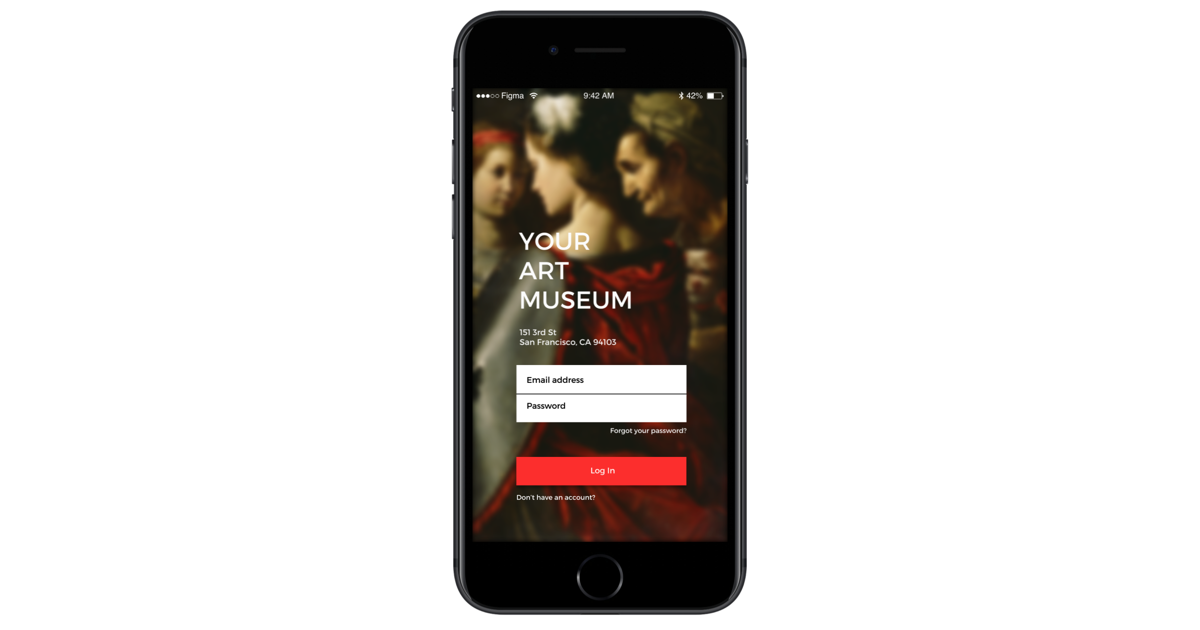 ●●●○○ Figma 9:42 AM 42%
YOUR
ART
MUSEUM
151 3rd St
San Francisco, CA 94103
Email address
Password
Forgot your password?
Log In
Don't have an account?